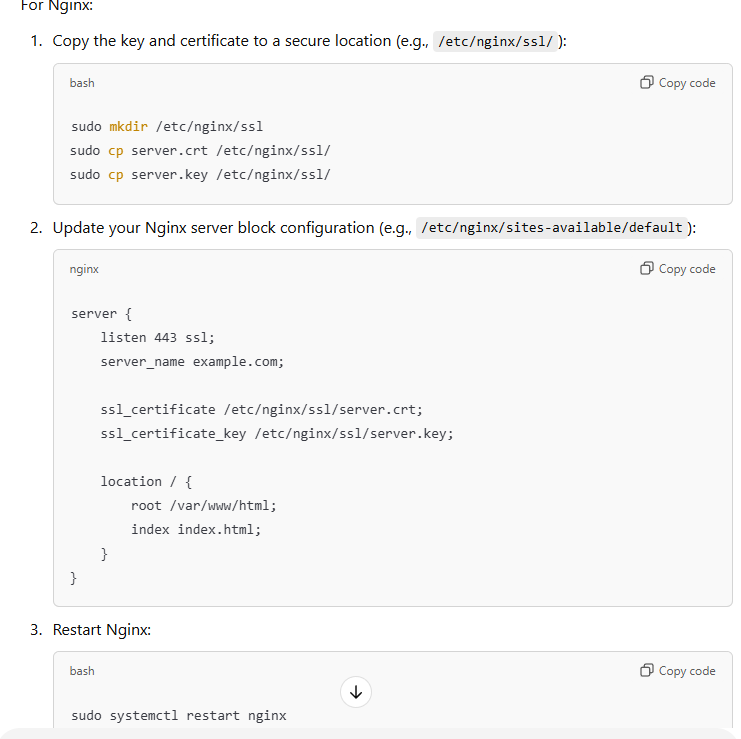 For Nginx:
1. Copy the key and certificate to a secure location (e.g., /etc/nginx/ssl/ ):
bash
Copy code
sudo mkdir /etc/nginx/ssl
sudo cp server.crt /etc/nginx/ssl/
sudo cp server.key /etc/nginx/ssl/
2. Update your Nginx server block configuration (e.g., /etc/nginx/sites-available/default ):
nginx
Copy code
server {
    listen 443 ssl;
    server_name example.com;

    ssl_certificate /etc/nginx/ssl/server.crt;
    ssl_certificate_key /etc/nginx/ssl/server.key;

    location / {
        root /var/www/html;
        index index.html;
    }
}
3. Restart Nginx:
bash
Copy code
sudo systemctl restart nginx